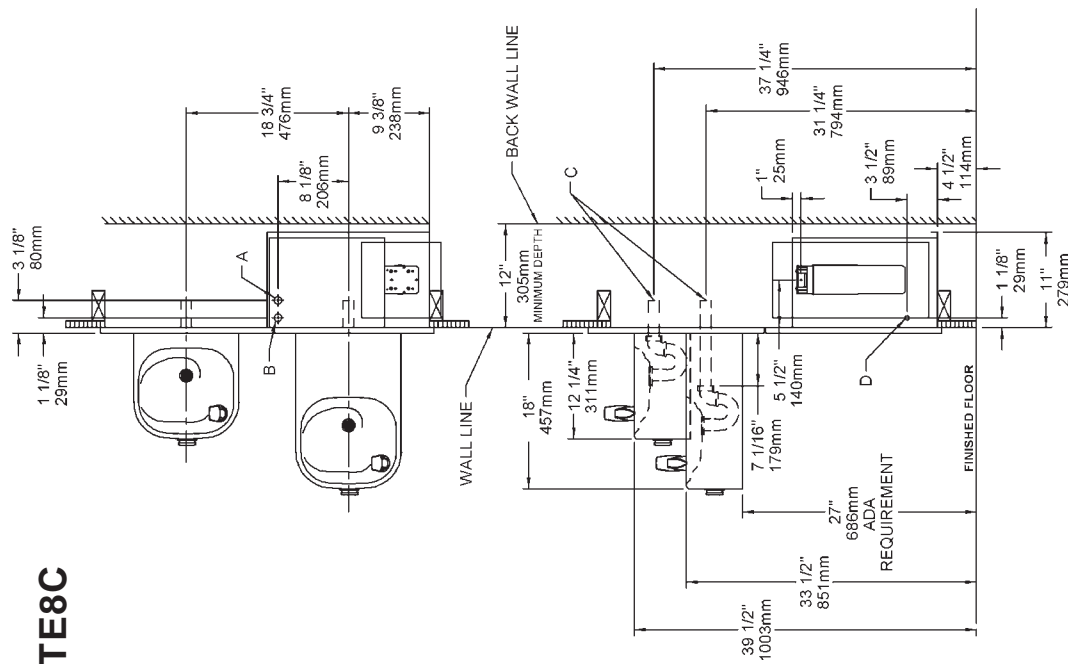 TE8C
1 1/8"
29mm
3 1/8"
80mm
B
A
18 3/4"
476mm
8 1/8"
206mm
9 3/8"
238mm
WALL LINE
BACK WALL LINE
12"
305mm
MINIMUM DEPTH
C
37 1/4"
946mm
31 1/4"
794mm
1"
25mm
3 1/2"
89mm
4 1/2"
114mm
1 1/8"
29mm
11"
279mm
18"
457mm
12 1/4"
311mm
7 1/16"
179mm
5 1/2"
140mm
D
39 1/2"
1003mm
33 1/2"
851mm
27"
686mm
ADA
REQUIREMENT
FINISHED FLOOR